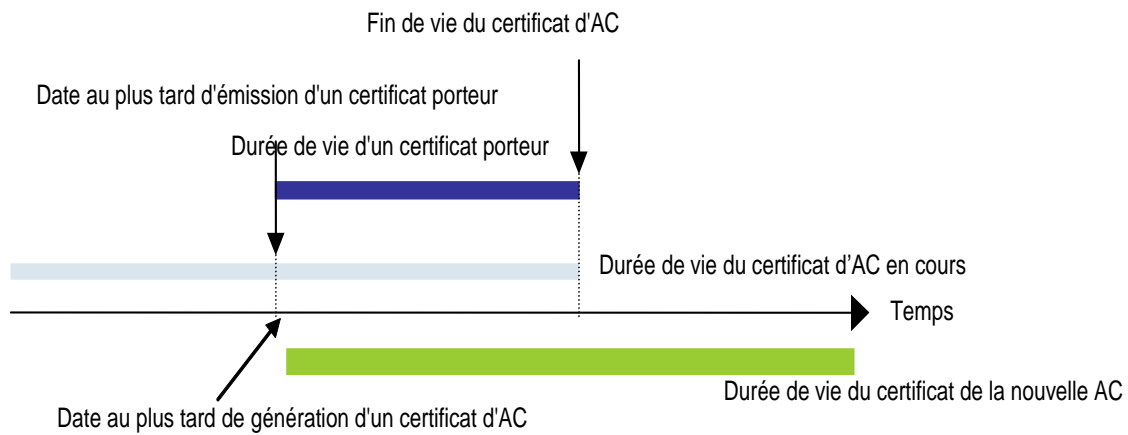 Fin de vie du certificat d'AC
Date au plus tard d'émission d'un certificat porteur
Durée de vie d'un certificat porteur
Durée de vie du certificat d’AC en cours
Temps
Durée de vie du certificat de la nouvelle AC
Date au plus tard de génération d'un certificat d'AC